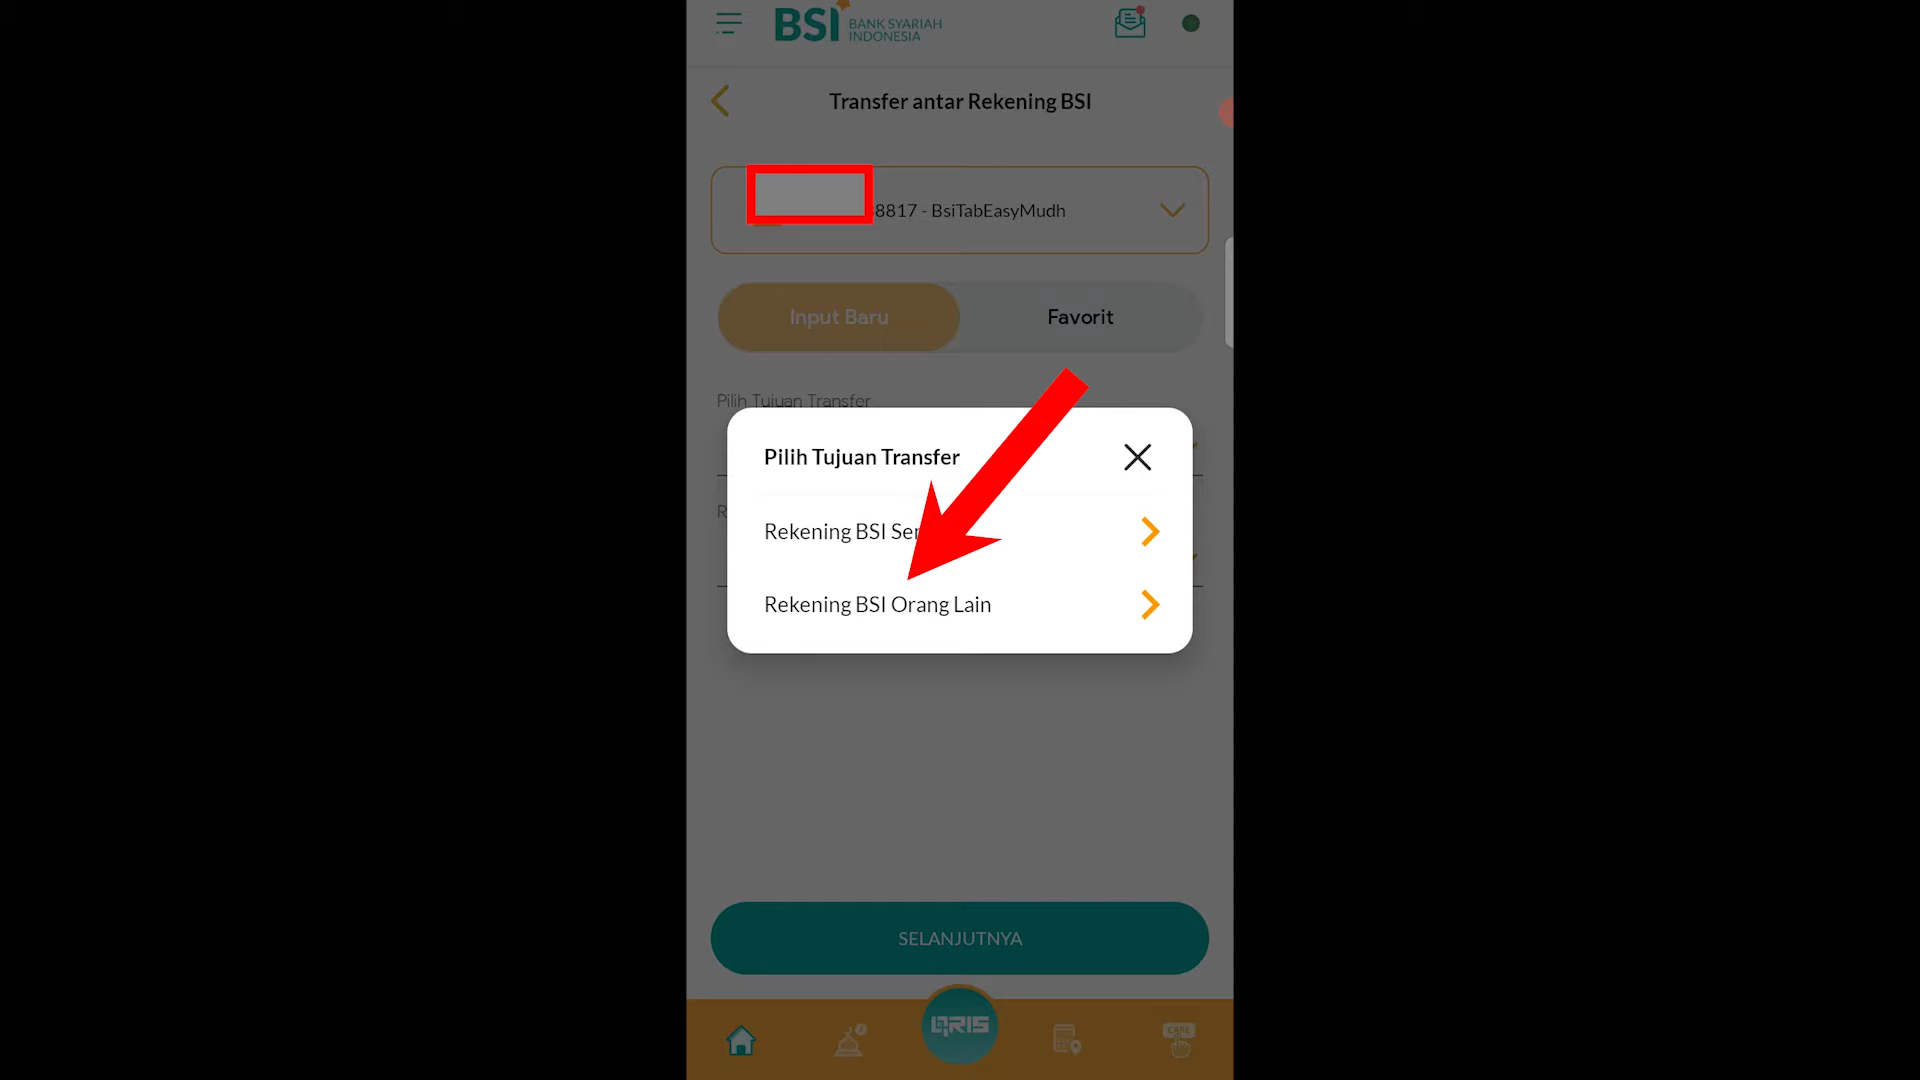 BSI BANK SYARIAH
INDONESIA
Transfer antar Rekening BSI
8817 - BsiTabEasyMudh
Input Baru
Favorit
Pilih Tujuan Transfer
Pilih Tujuan Transfer
Rekening BSI
Rekening BSI Orang Lain
SELANJUTNYA
QRIS
CARE